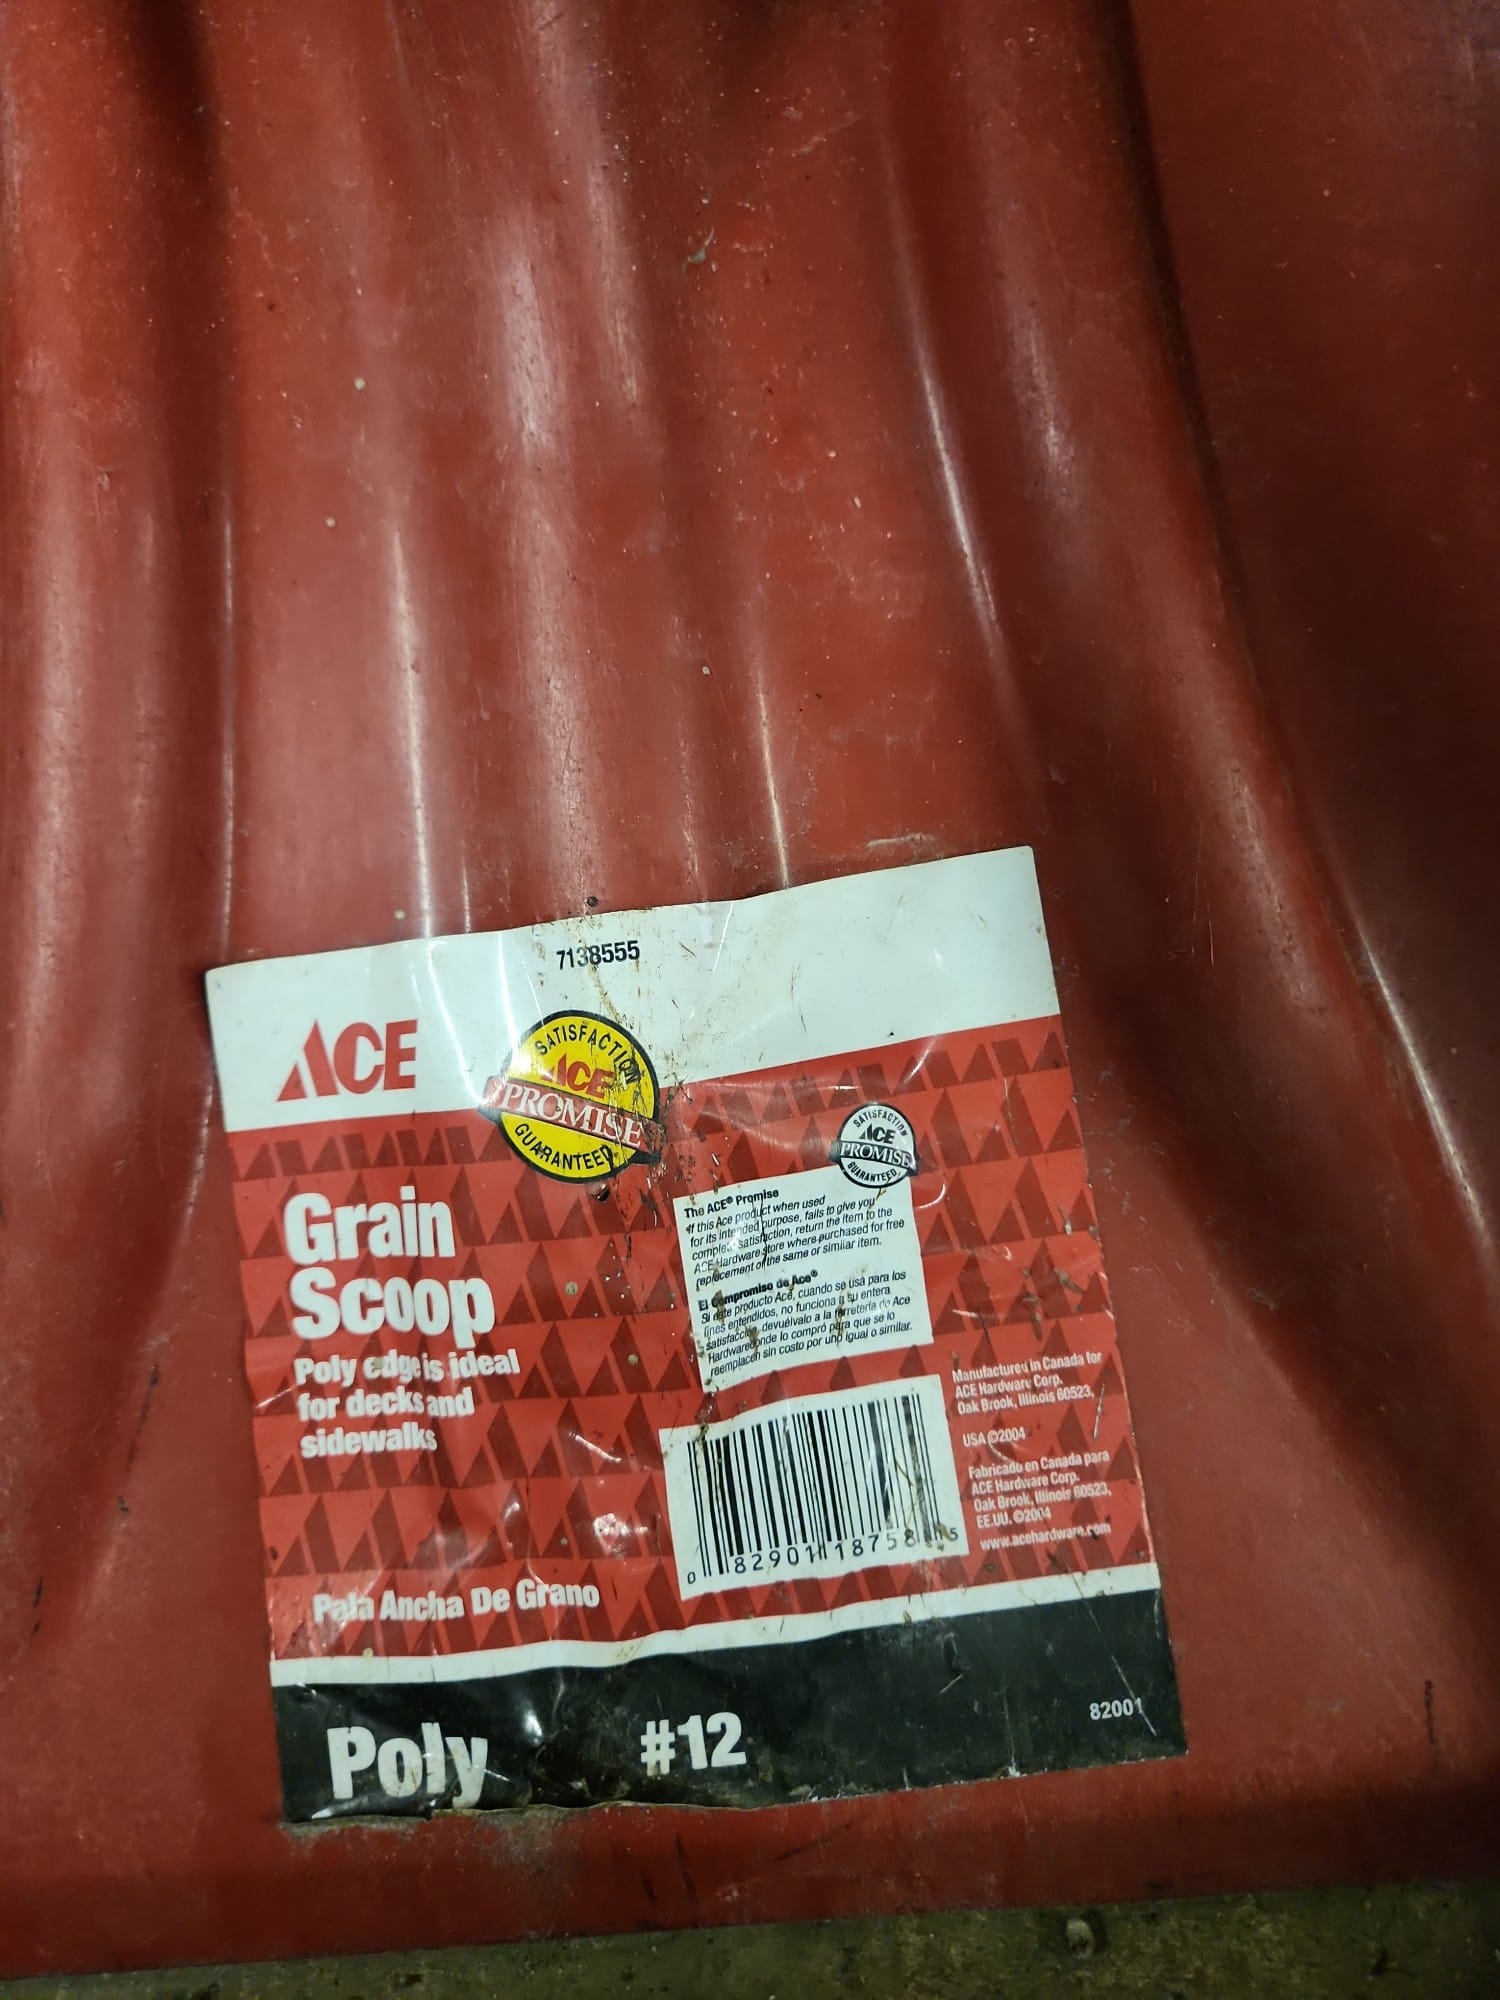 7138555
ACE
SATISFACTION
ACE
PROMISE
GUARANTEED
Grain
Scoop
Poly edge is ideal
for decks and
sidewalks
Pala Ancha De Grano
SATISFACTION
ACE
PROMISE
GUARANTEED
The ACE® Promise
If this Ace product when used
for its intended purpose, fails to give you
complete satisfaction, return the item to the
ACE Hardware store where purchased for free
replacement of the same or similar item.
El Compromiso de Ace®
Si este producto Ace, cuando se usa para los
fines entendidos, no funciona a su entera
satisfacción, devuélvalo a la ferretería de Ace
Hardware donde lo compró para que se lo
reemplacen sin costo por uno igual o similar.
0 82901 18758 5
Manufactured in Canada for
ACE Hardware Corp.
Oak Brook, Illinois 60523,
USA ©2004
Fabricado en Canada para
ACE Hardware Corp.
Oak Brook, Illinois 60523,
EE.UU. ©2004
www.acehardware.com
Poly #12
82001